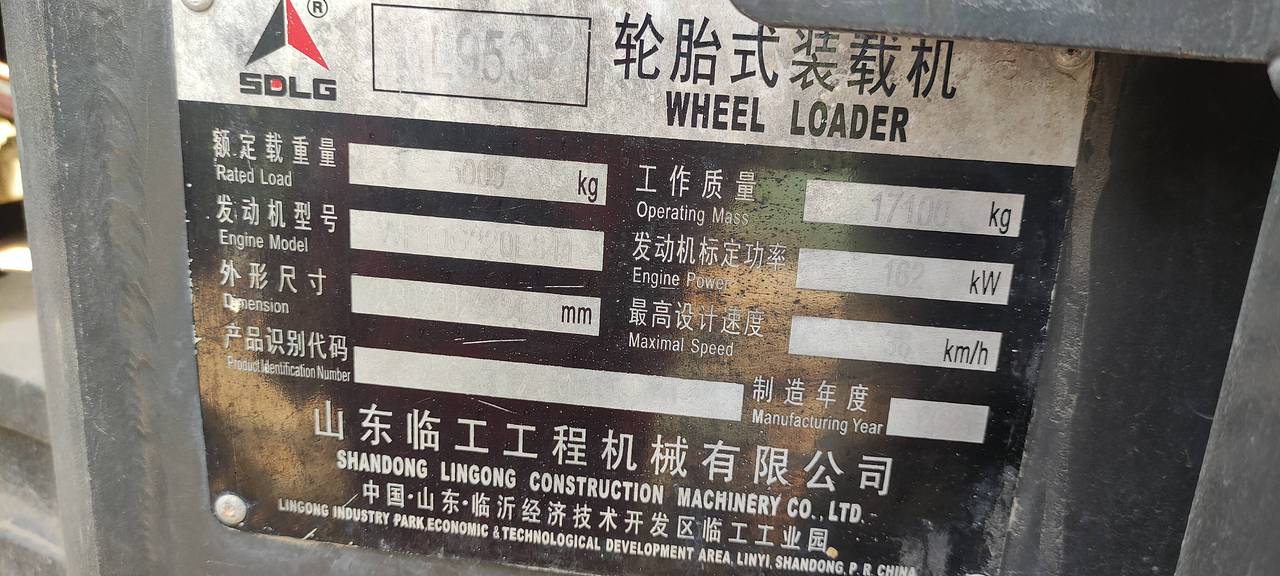 ®
SDLG
轮胎式装载机
WHEEL LOADER
额定载重量
Rated Load
kg
工作质量
Operating Mass
17100 kg
发动机型号
Engine Model
发动机标定功率
Engine Power
162 kW
外形尺寸
Dimension
mm
最高设计速度
Maximal Speed
km/h
产品识别代码
Product Identification Number
制造年度
Manufacturing Year
山东临工工程机械有限公司
SHANDONG LINGONG CONSTRUCTION MACHINERY CO., LTD.
中国·山东·临沂经济技术开发区临工工业园
LINGONG INDUSTRY PARK,ECONOMIC & TECHNOLOGICAL DEVELOPMENT AREA, LINYI, SHANDONG, P. R. CHINA